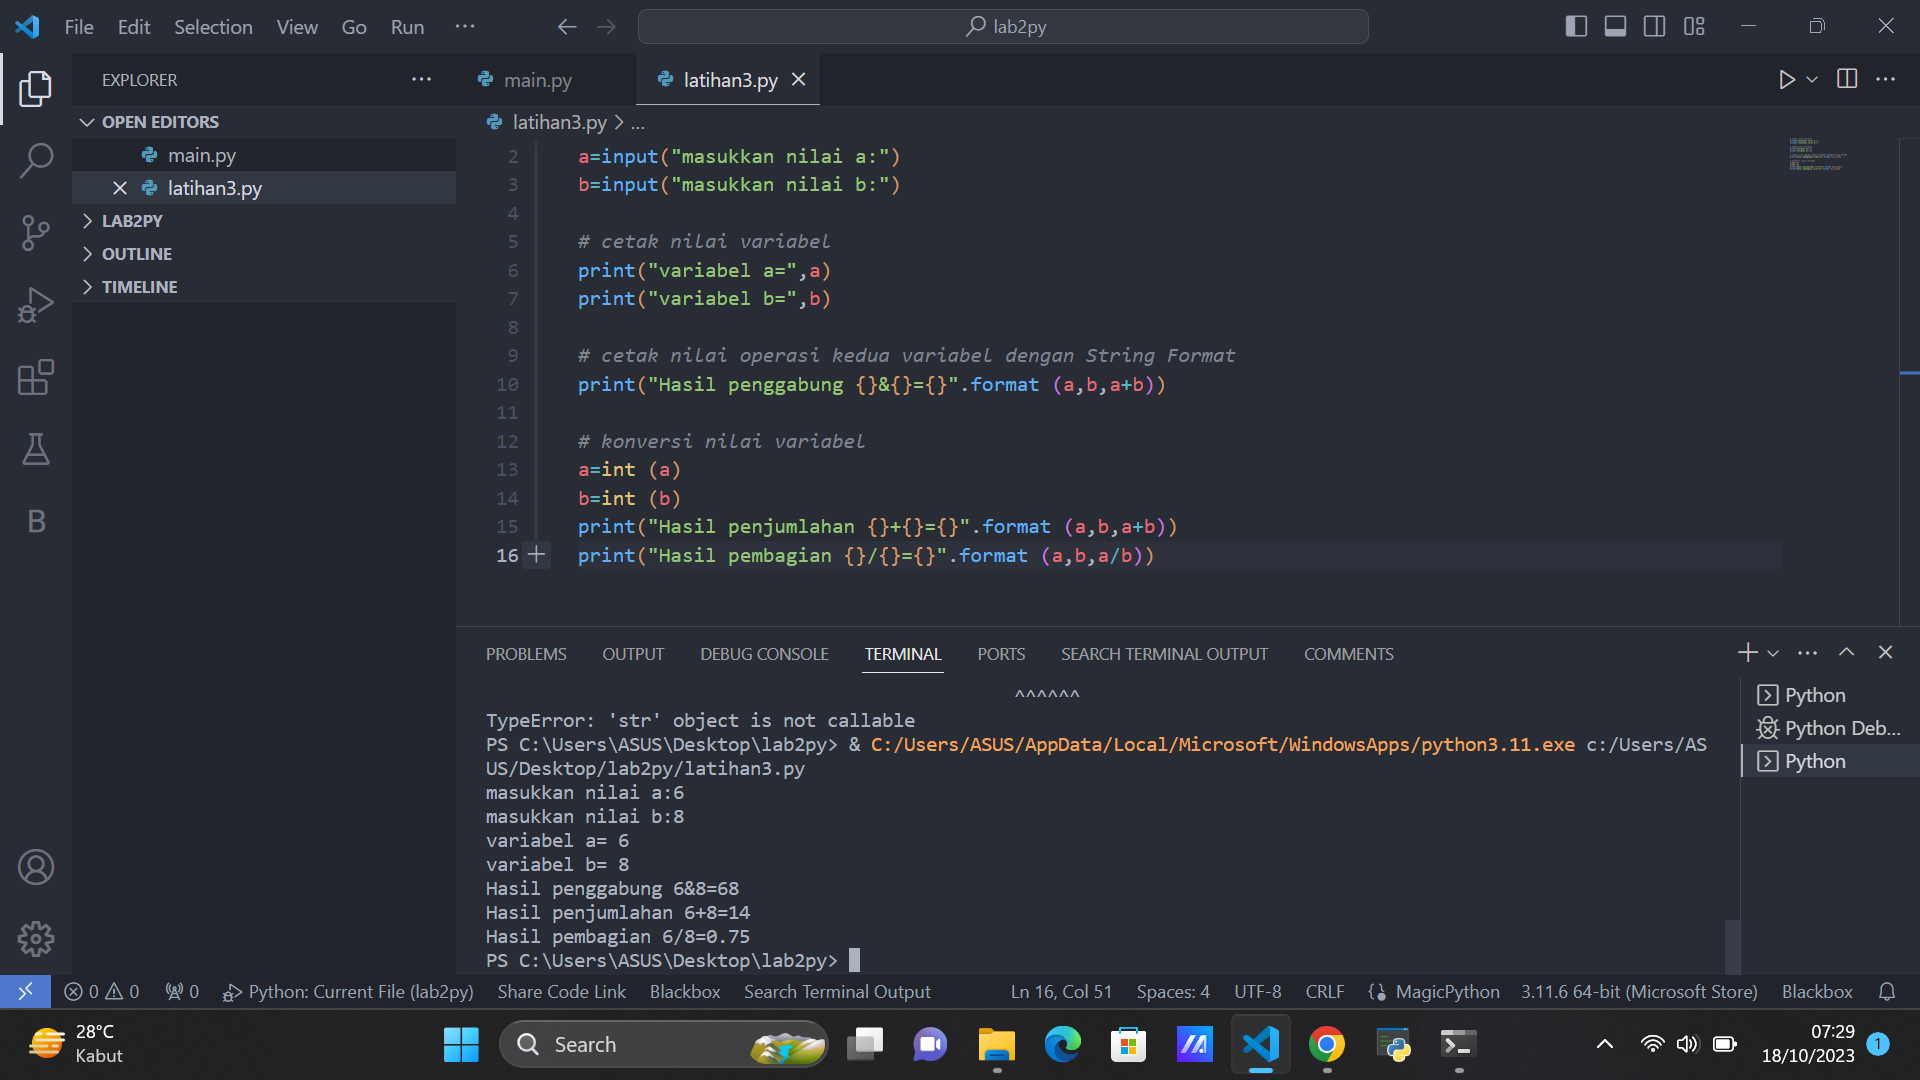 File Edit Selection View Go Run ···
lab2py
EXPLORER
main.py
latihan3.py
OPEN EDITORS
main.py
latihan3.py
LAB2PY
OUTLINE
TIMELINE
latihan3.py > ...
2 a=input("masukkan nilai a:")
3 b=input("masukkan nilai b:")
4
5 # cetak nilai variabel
6 print("variabel a=",a)
7 print("variabel b=",b)
8
9 # cetak nilai operasi kedua variabel dengan String Format
10 print("Hasil penggabung {}&{}={}".format (a,b,a+b))
11
12 # konversi nilai variabel
13 a=int (a)
14 b=int (b)
15 print("Hasil penjumlahan {}+{}={}".format (a,b,a+b))
16 print("Hasil pembagian {}/{}={}".format (a,b,a/b))
PROBLEMS OUTPUT DEBUG CONSOLE TERMINAL PORTS SEARCH TERMINAL OUTPUT COMMENTS
^^^^^^
TypeError: 'str' object is not callable
PS C:\Users\ASUS\Desktop\lab2py> & C:/Users/ASUS/AppData/Local/Microsoft/WindowsApps/python3.11.exe c:/Users/AS
US/Desktop/lab2py/latihan3.py
masukkan nilai a:6
masukkan nilai b:8
variabel a= 6
variabel b= 8
Hasil penggabung 6&8=68
Hasil penjumlahan 6+8=14
Hasil pembagian 6/8=0.75
PS C:\Users\ASUS\Desktop\lab2py>
Python
Python Deb...
Python
B
0 0 0 Python: Current File (lab2py) Share Code Link Blackbox Search Terminal Output Ln 16, Col 51 Spaces: 4 UTF-8 CRLF MagicPython 3.11.6 64-bit (Microsoft Store) Blackbox
28°C
Kabut
Search
07:29
18/10/2023
1